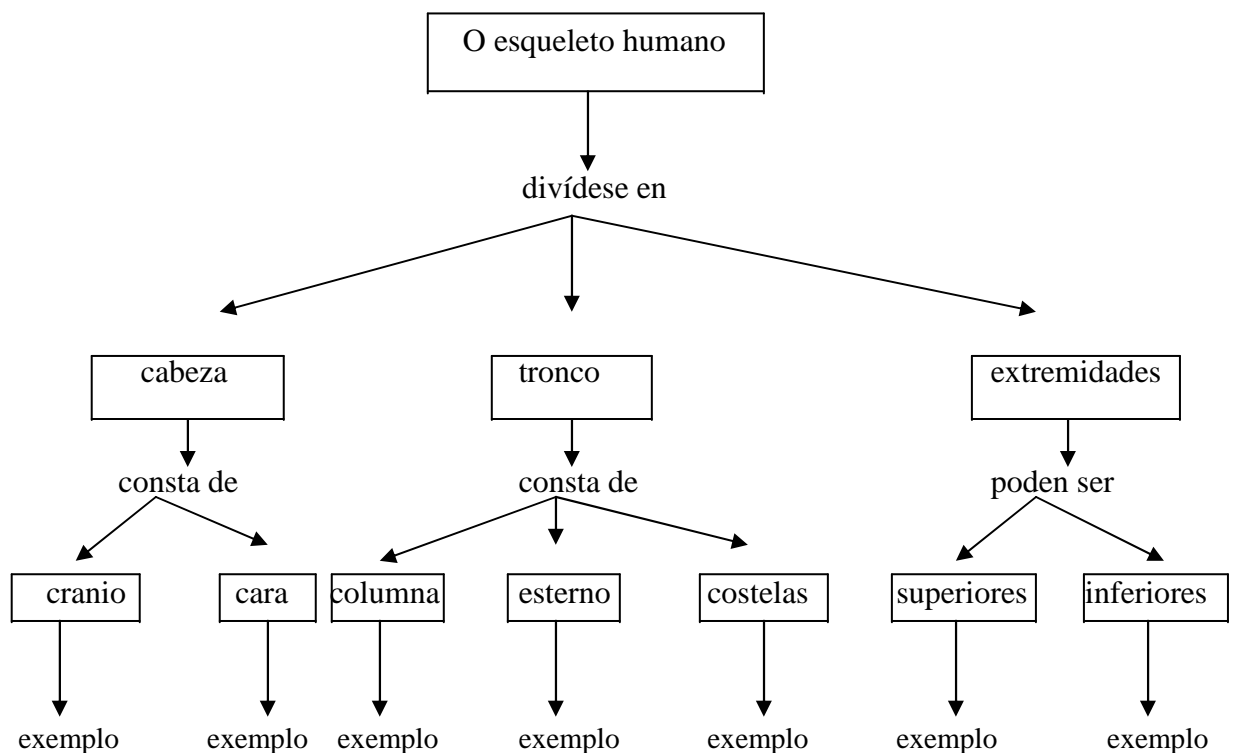 O esqueleto humano
divídese en
cabeza tronco extremidades
consta de consta de poden ser
cranio cara columna esterno costelas superiores inferiores
exemplo exemplo exemplo exemplo exemplo exemplo exemplo